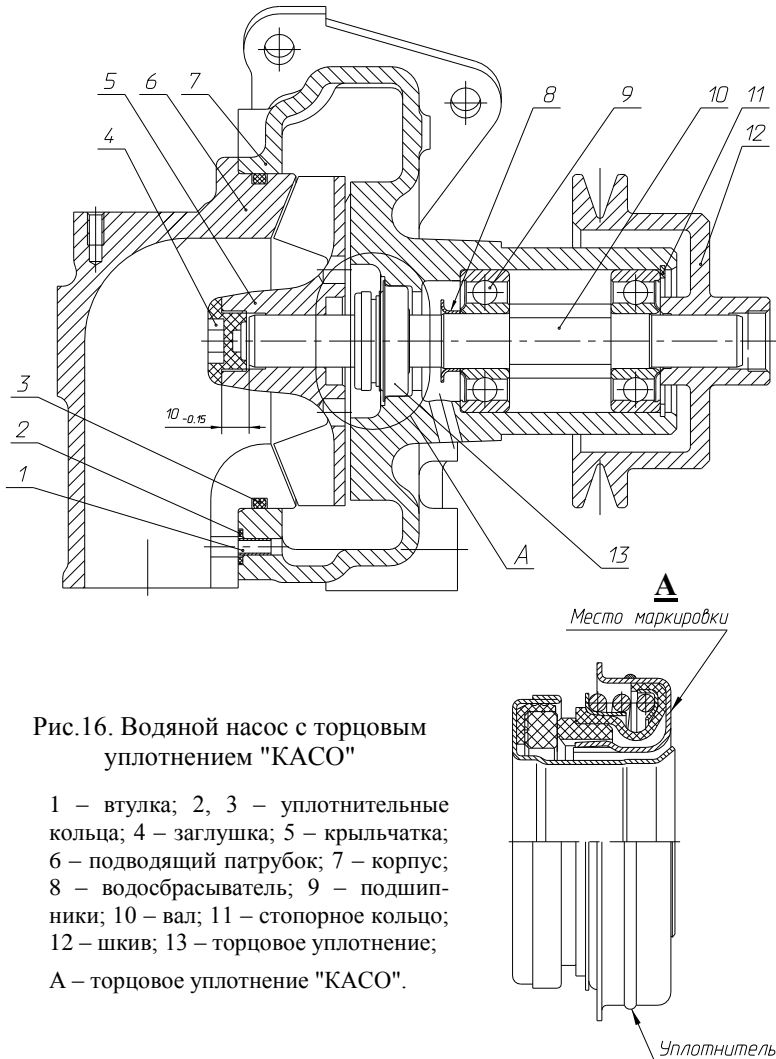 5
6
7
8
9
10
11
4
12
3
10 -0.15
2
1
А
13
А
Место маркировки
Рис.16. Водяной насос с торцовым
уплотнением "КАСО"
1 – втулка; 2, 3 – уплотнительные
кольца; 4 – заглушка; 5 – крыльчатка;
6 – подводящий патрубок; 7 – корпус;
8 – водосбрасыватель; 9 – подшип-
ники; 10 – вал; 11 – стопорное кольцо;
12 – шкив; 13 – торцовое уплотнение;
А – торцовое уплотнение "КАСО".
Уплотнитель